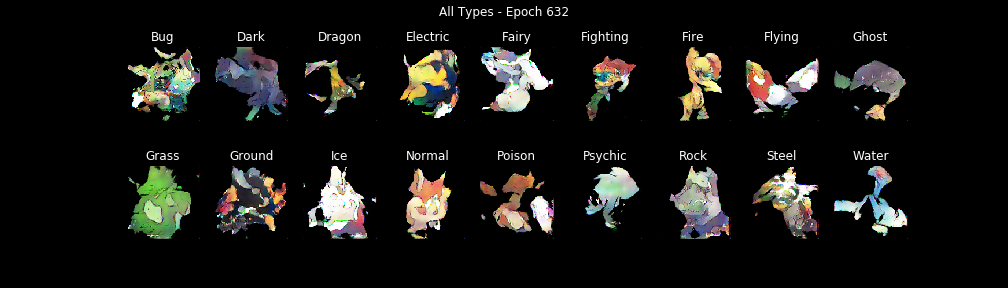 All Types - Epoch 632
Bug Dark Dragon Electric Fairy Fighting Fire Flying Ghost
Grass Ground Ice Normal Poison Psychic Rock Steel Water